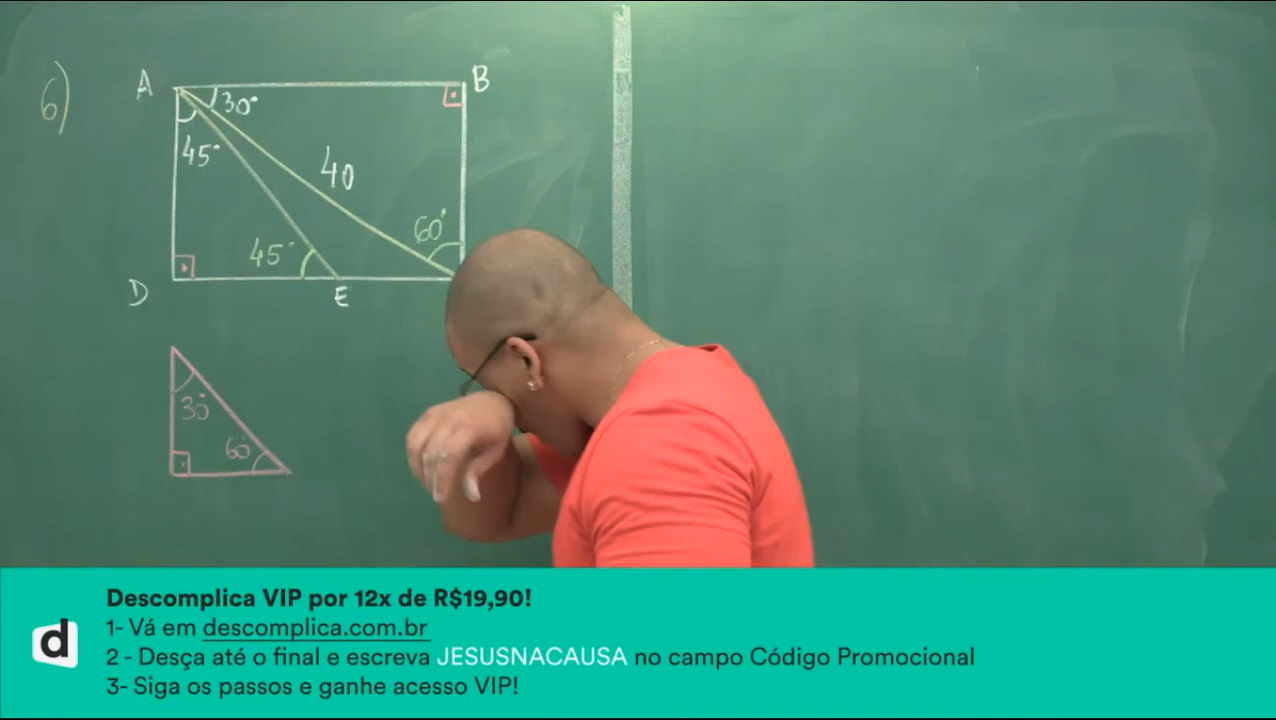 6)
A
B
30°
45°
40
60°
45°
D
E
30°
60°
d
Descomplica VIP por 12x de R$19,90!
1- Vá em descomplica.com.br
2 - Desça até o final e escreva JESUSNACAUSA no campo Código Promocional
3- Siga os passos e ganhe acesso VIP!